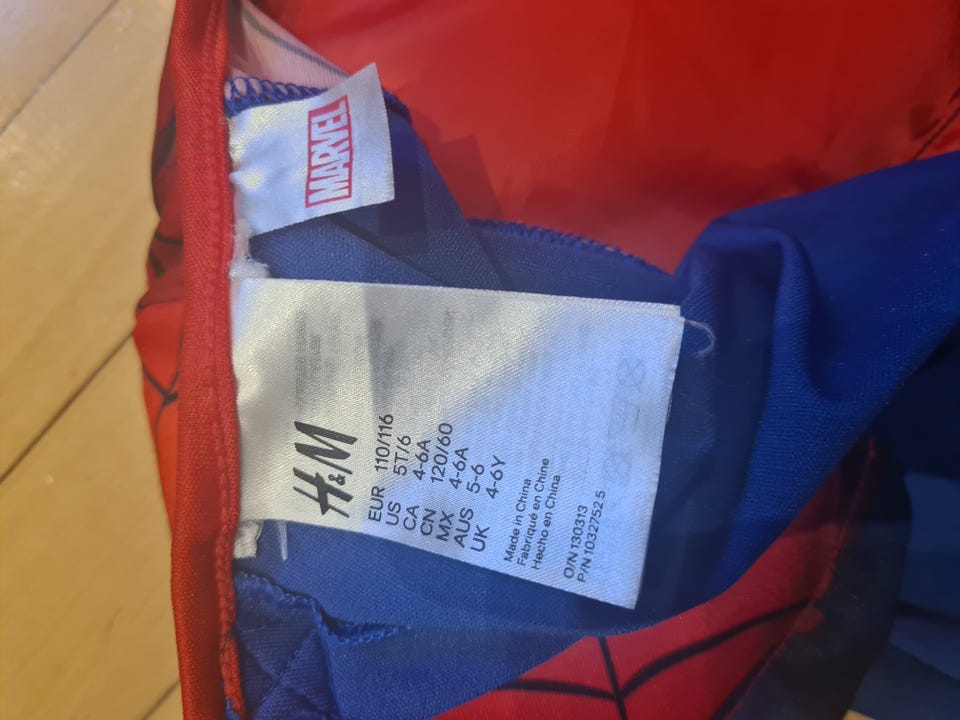 MARVEL
H&M
EUR 110/116
US 5T/6
CA 4-6A
CN 120/60
MX 4-6A
AUS 5-6
UK 4-6Y
Made in China
Fabriqué en Chine
Hecho en China
O/N 130313
P/N 1032752 5